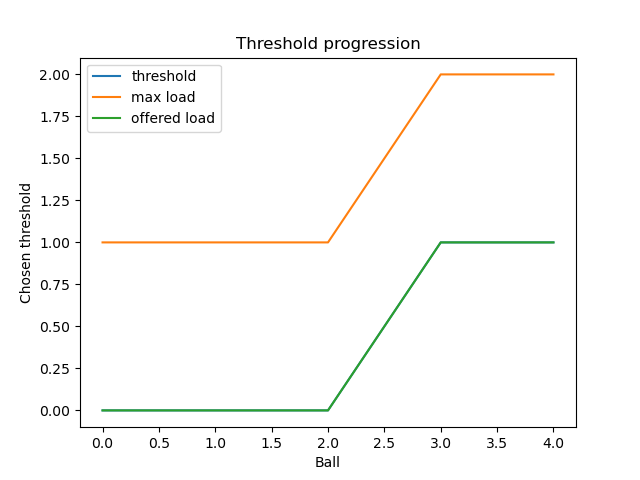 Threshold progression
threshold
max load
offered load
Chosen threshold
2.00
1.75
1.50
1.25
1.00
0.75
0.50
0.25
0.00
0.0 0.5 1.0 1.5 2.0 2.5 3.0 3.5 4.0
Ball